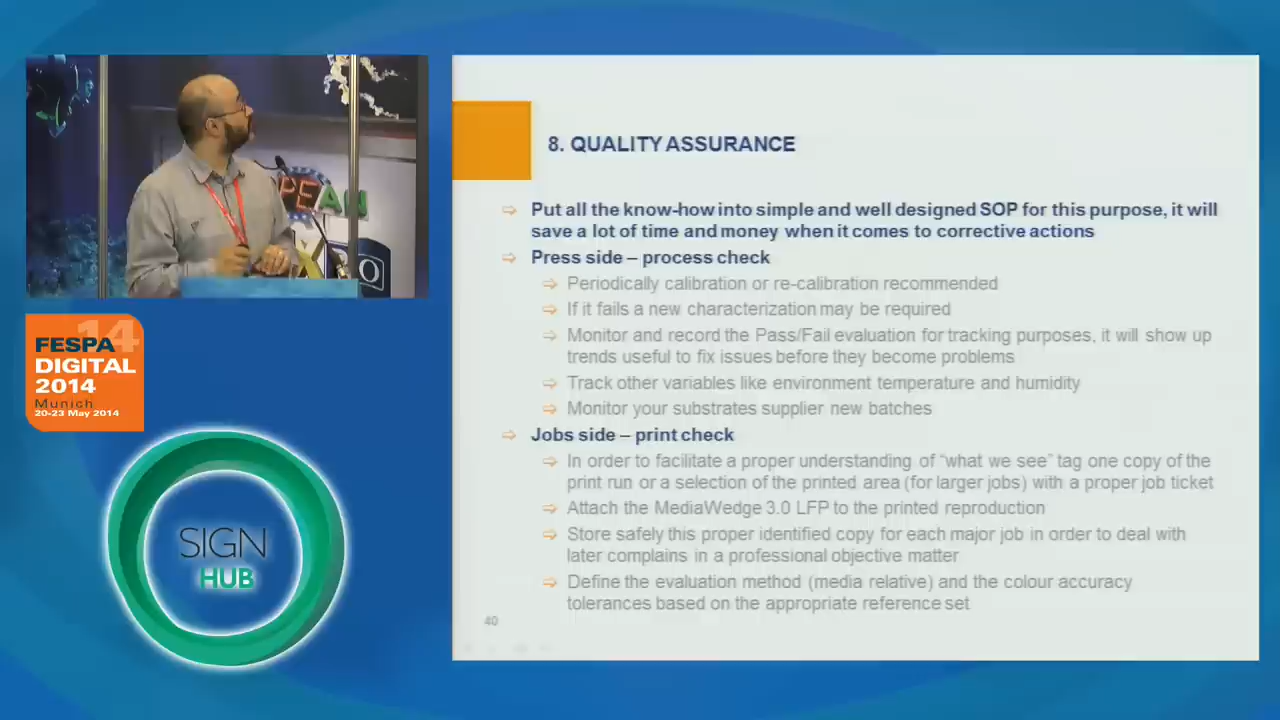 PEAN
RO
14
FESPA
DIGITAL
2014
Munich
20-23 May 2014
SIGN
HUB
8. QUALITY ASSURANCE
⇨ Put all the know-how into simple and well designed SOP for this purpose, it will
save a lot of time and money when it comes to corrective actions
⇨ Press side – process check
⇨ Periodically calibration or re-calibration recommended
⇨ If it fails a new characterization may be required
⇨ Monitor and record the Pass/Fail evaluation for tracking purposes, it will show up
trends useful to fix issues before they become problems
⇨ Track other variables like environment temperature and humidity
⇨ Monitor your substrates supplier new batches
⇨ Jobs side – print check
⇨ In order to facilitate a proper understanding of “what we see” tag one copy of the
print run or a selection of the printed area (for larger jobs) with a proper job ticket
⇨ Attach the MediaWedge 3.0 LFP to the printed reproduction
⇨ Store safely this proper identified copy for each major job in order to deal with
later complains in a professional objective matter
⇨ Define the evaluation method (media relative) and the colour accuracy
tolerances based on the appropriate reference set
40